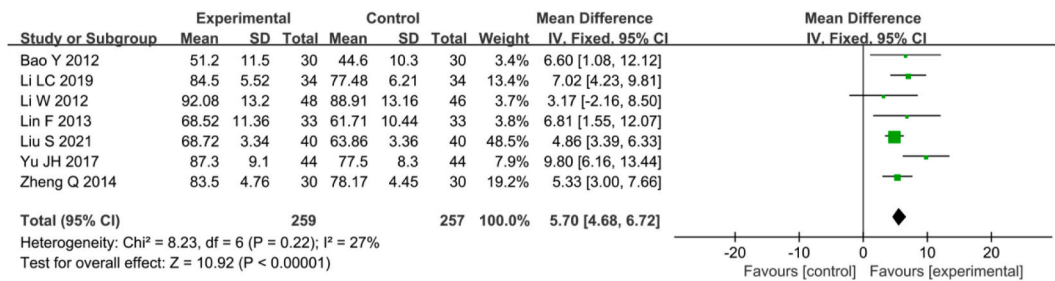 Experimental Control Mean Difference Mean Difference
Study or Subgroup Mean SD Total Mean SD Total Weight IV, Fixed, 95% CI IV, Fixed, 95% CI
Bao Y 2012 51.2 11.5 30 44.6 10.3 30 3.4% 6.60 [1.08, 12.12]
Li LC 2019 84.5 5.52 34 77.48 6.21 34 13.4% 7.02 [4.23, 9.81]
Li W 2012 92.08 13.2 48 88.91 13.16 46 3.7% 3.17 [-2.16, 8.50]
Lin F 2013 68.52 11.36 33 61.71 10.44 33 3.8% 6.81 [1.55, 12.07]
Liu S 2021 68.72 3.34 40 63.86 3.36 40 48.5% 4.86 [3.39, 6.33]
Yu JH 2017 87.3 9.1 44 77.5 8.3 44 7.9% 9.80 [6.16, 13.44]
Zheng Q 2014 83.5 4.76 30 78.17 4.45 30 19.2% 5.33 [3.00, 7.66]
Total (95% CI) 259 257 100.0% 5.70 [4.68, 6.72]
Heterogeneity: Chi² = 8.23, df = 6 (P = 0.22); I² = 27%
Test for overall effect: Z = 10.92 (P < 0.00001)
-20 -10 0 10 20
Favours [control] Favours [experimental]